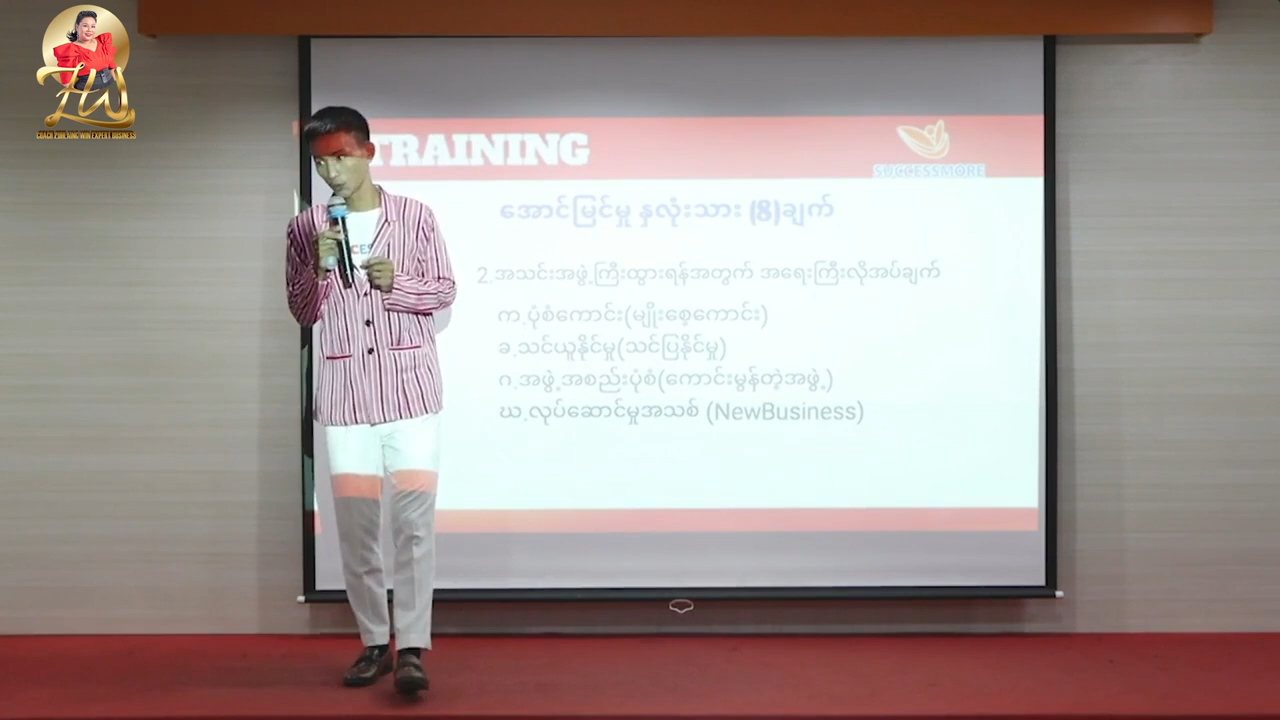 TRAINING
SUCCESSMORE
အောင်မြင်မှု နှလုံးသား (8)ချက်
2.အသင်းအဖွဲ့ကြီးထွားရန်အတွက် အရေးကြီးလိုအပ်ချက်
က.ပုံစံကောင်း(မျိုးစေ့ကောင်း)
ခ.သင်ယူနိုင်မှု(သင်ပြနိုင်မှု)
ဂ.အဖွဲ့အစည်းပုံစံ(ကောင်းမွန်တဲ့အဖွဲ့)
ဃ.လုပ်ဆောင်မှုအသစ် (NewBusiness)